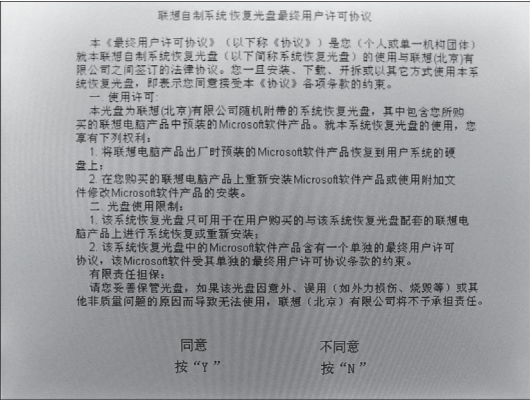 联想自制系统恢复光盘最终用户许可协议
本《最终用户许可协议》（以下称《协议》）是您（个人或单一机构团体）
就本联想自制系统恢复光盘（以下简称系统恢复光盘）的使用与联想(北京)有
限公司之间签订的法律协议。您一旦安装、下载、开拆或以其它方式使用本系
统恢复光盘，即表示您同意接受本《协议》各项条款的约束。
一. 使用许可:
本光盘为联想(北京)有限公司随机附带的系统恢复光盘，其中包含您所购
买的联想电脑产品中预装的Microsoft软件产品。就本系统恢复光盘的使用，您
享有下列权利：
1. 将联想电脑产品出厂时预装的Microsoft软件产品恢复到用户系统的硬
盘上；
2. 在您购买的联想电脑产品上重新安装Microsoft软件产品或使用附加文
件修改Microsoft软件产品的安装。
二. 光盘使用限制：
1. 该系统恢复光盘只可用于在用户购买的与该系统恢复光盘配套的联想电
脑产品上进行系统恢复或重新安装；
2. 该系统恢复光盘中的Microsoft软件产品含有一个单独的最终用户许可
协议，该Microsoft软件受其单独的最终用户许可协议条款的约束。
有限责任担保：
请您妥善保管光盘，如果该光盘因意外、误用（如外力损伤、烧毁等）或其
他非质量问题的原因而导致无法使用，联想（北京）有限公司将不予承担责任。
同意 不同意
按“Y” 按“N”